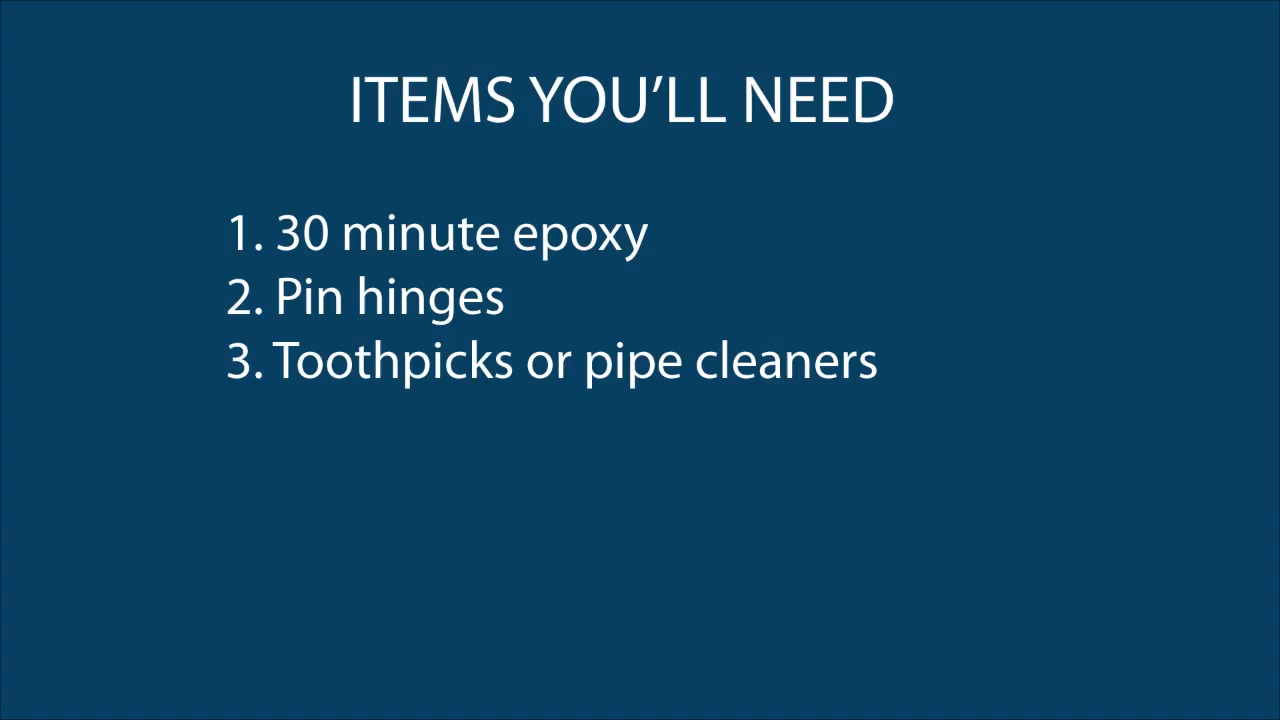 ITEMS YOU’LL NEED
1. 30 minute epoxy
2. Pin hinges
3. Toothpicks or pipe cleaners